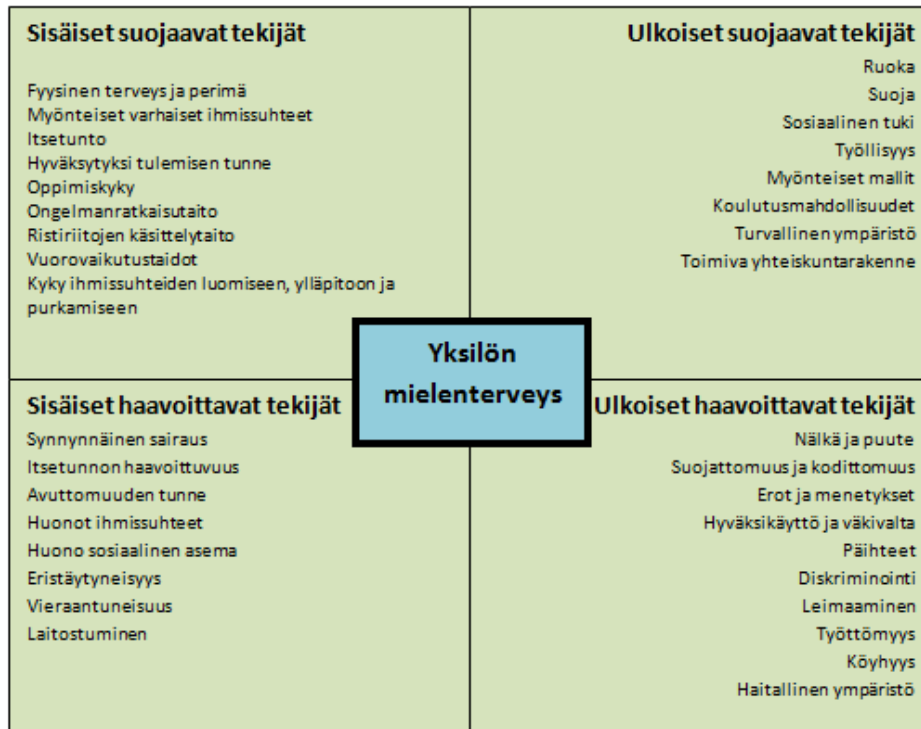 Sisäiset suojaavat tekijät
Fyysinen terveys ja perimä
Myönteiset varhaiset ihmissuhteet
Itsetunto
Hyväksytyksi tulemisen tunne
Oppimiskyky
Ongelmanratkaisutaito
Ristiriitojen käsittelytaito
Vuorovaikutustaidot
Kyky ihmissuhteiden luomiseen, ylläpitoon ja
purkamiseen
Ulkoiset suojaavat tekijät
Ruoka
Suoja
Sosiaalinen tuki
Työllisyys
Myönteiset mallit
Koulutusmahdollisuudet
Turvallinen ympäristö
Toimiva yhteiskuntarakenne
Yksilön
mielenterveys
Sisäiset haavoittavat tekijät
Synnynnäinen sairaus
Itsetunnon haavoittuvuus
Avuttomuuden tunne
Huonot ihmissuhteet
Huono sosiaalinen asema
Eristäytyneisyys
Vieraantuneisuus
Laitostuminen
Ulkoiset haavoittavat tekijät
Nälkä ja puute
Suojattomuus ja kodittomuus
Erot ja menetykset
Hyväksikäyttö ja väkivalta
Päihteet
Diskriminointi
Leimaaminen
Työttömyys
Köyhyys
Haitallinen ympäristö